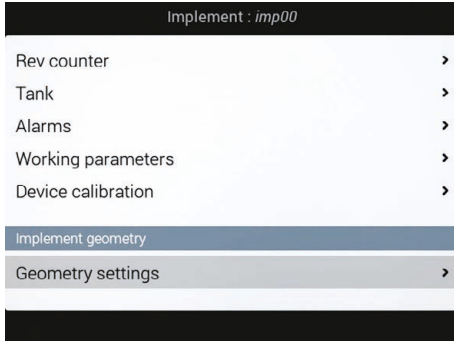 Implement : imp00
Rev counter
Tank
Alarms
Working parameters
Device calibration
Implement geometry
Geometry settings